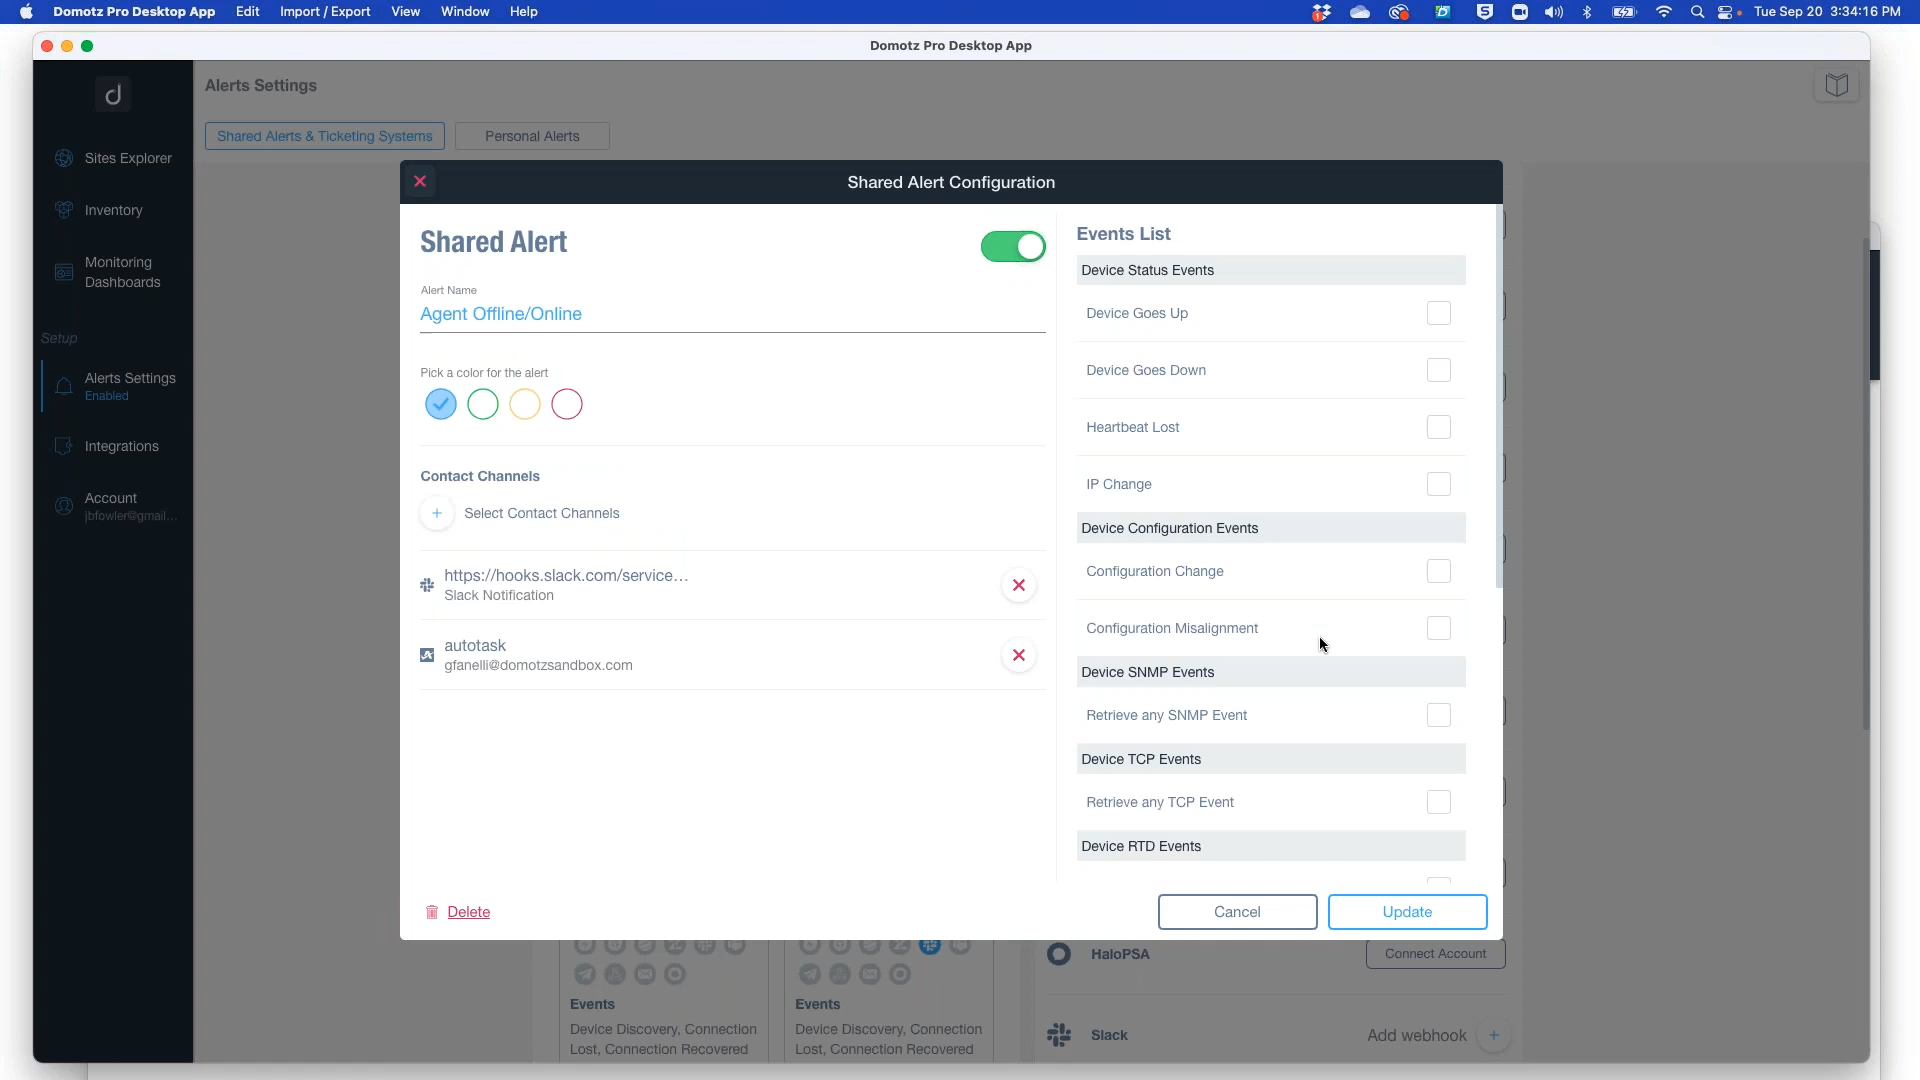 Domotz Pro Desktop App Edit Import / Export View Window Help
Tue Sep 20 3:34:16 PM
Domotz Pro Desktop App
Alerts Settings
Shared Alerts & Ticketing Systems
Personal Alerts
Sites Explorer
Inventory
Monitoring
Dashboards
Setup
Alerts Settings
Enabled
Integrations
Account
jbfowler@gmail...
Shared Alert Configuration
Shared Alert
Alert Name
Agent Offline/Online
Pick a color for the alert
Contact Channels
+ Select Contact Channels
https://hooks.slack.com/service...
Slack Notification
autotask
gfanelli@domotzsandbox.com
Delete
Events List
Device Status Events
Device Goes Up
Device Goes Down
Heartbeat Lost
IP Change
Device Configuration Events
Configuration Change
Configuration Misalignment
Device SNMP Events
Retrieve any SNMP Event
Device TCP Events
Retrieve any TCP Event
Device RTD Events
Cancel
Update
Events
Device Discovery, Connection
Lost, Connection Recovered
Events
Device Discovery, Connection
Lost, Connection Recovered
HaloPSA
Connect Account
Slack
Add webhook +